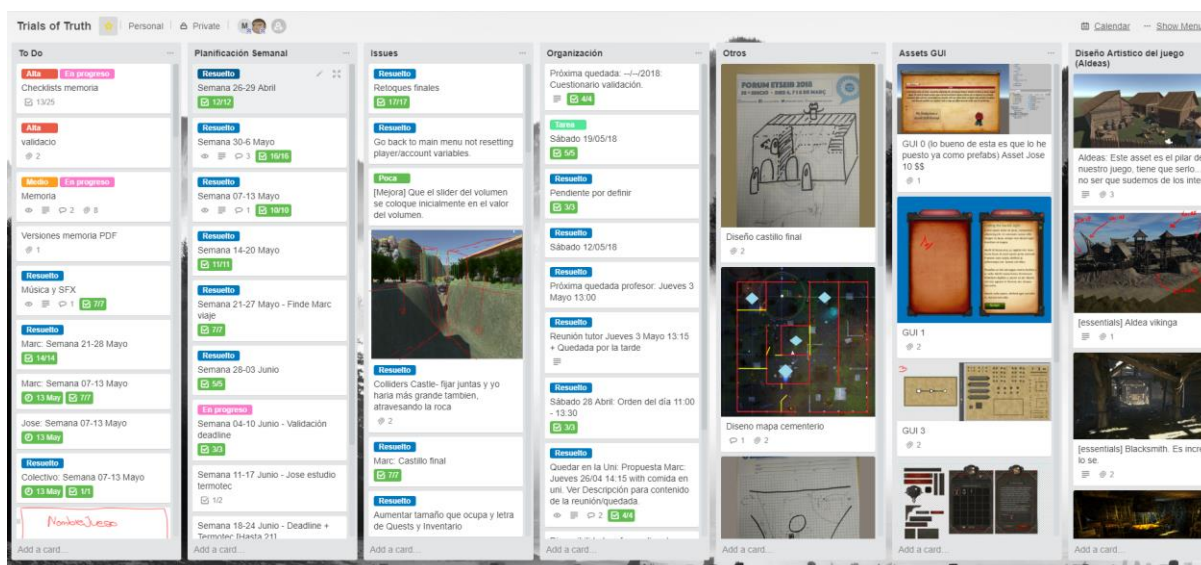 Trials of Truth
Personal
Private
Calendar
Show Menu
To Do
Alta En progreso
Checklists memoria
13/25
Alta
validacio
2
Medio En progreso
Memoria
2 8
Versiones memoria PDF
1
Resuelto
Música y SFX
1 7/7
Resuelto
Marc: Semana 21-28 Mayo
14/14
Marc: Semana 07-13 Mayo
13 May 7/7
Jose: Semana 07-13 Mayo
13 May
Resuelto
Colectivo: Semana 07-13 Mayo
13 May 1/1
NombreJuego
Add a card...
Planificación Semanal
Resuelto
Semana 26-29 Abril
12/12
Resuelto
Semana 30-6 Mayo
3 16/16
Resuelto
Semana 07-13 Mayo
1 10/10
Resuelto
Semana 14-20 Mayo
11/11
Resuelto
Semana 21-27 Mayo - Finde Marc
viaje
7/7
Resuelto
Semana 28-03 Junio
5/5
En progreso
Semana 04-10 Junio - Validación
deadline
3/3
Semana 11-17 Junio - Jose estudio
termotec
1/2
Semana 18-24 Junio - Deadline +
Termotec [Hasta 21]
Add a card...
Issues
Resuelto
Retoques finales
17/17
Resuelto
Go back to main menu not resetting
player/account variables.
Poca
[Mejora] Que el slider del volumen
se coloque inicialmente en el valor
del volumen.
Resuelto
Colliders Castle- fijar juntas y yo
haria más grande tambien,
atravesando la roca
2
Resuelto
Marc: Castillo final
7/7
Resuelto
Aumentar tamaño que ocupa y letra
de Quests y Inventario
Add a card...
Organización
Próxima quedada: --/--/2018:
Cuestionario validación.
4/4
Tarea
Sábado 19/05/18
5/5
Resuelto
Pendiente por definir
3/3
Resuelto
Sábado 12/05/18
Resuelto
Próxima quedada profesor: Jueves 3
Mayo 13:00
Resuelto
Reunión tutor Jueves 3 Mayo 13:15
+ Quedada por la tarde
Resuelto
Sábado 28 Abril: Orden del día 11:00
- 13:30
3/3
Resuelto
Quedar en la Uni: Propuesta Marc:
Jueves 26/04 14:15 with comida en
uni. Ver Descripción para contenido
de la reunión/quedada
2 4/4
Add a card...
Otros
FORUM ETSEIB 2018
Diseño castillo final
2
Diseno mapa cementerio
1 2
Add a card...
Assets GUI
GUI 0 (lo bueno de esta es que lo he
puesto ya como prefabs) Asset Jose
10 $$
1
GUI 1
2
GUI 3
2
Add a card...
Diseño Artistico del juego
(Aldeas)
Aldeas: Este asset es el pilar de
nuestro juego, tiene que serlo...
no ser que sudemos de los inte
3
[essentials] Aldea vikinga
1
[essentials] Blacksmith. Es incre
lo se.
2
Add a card...